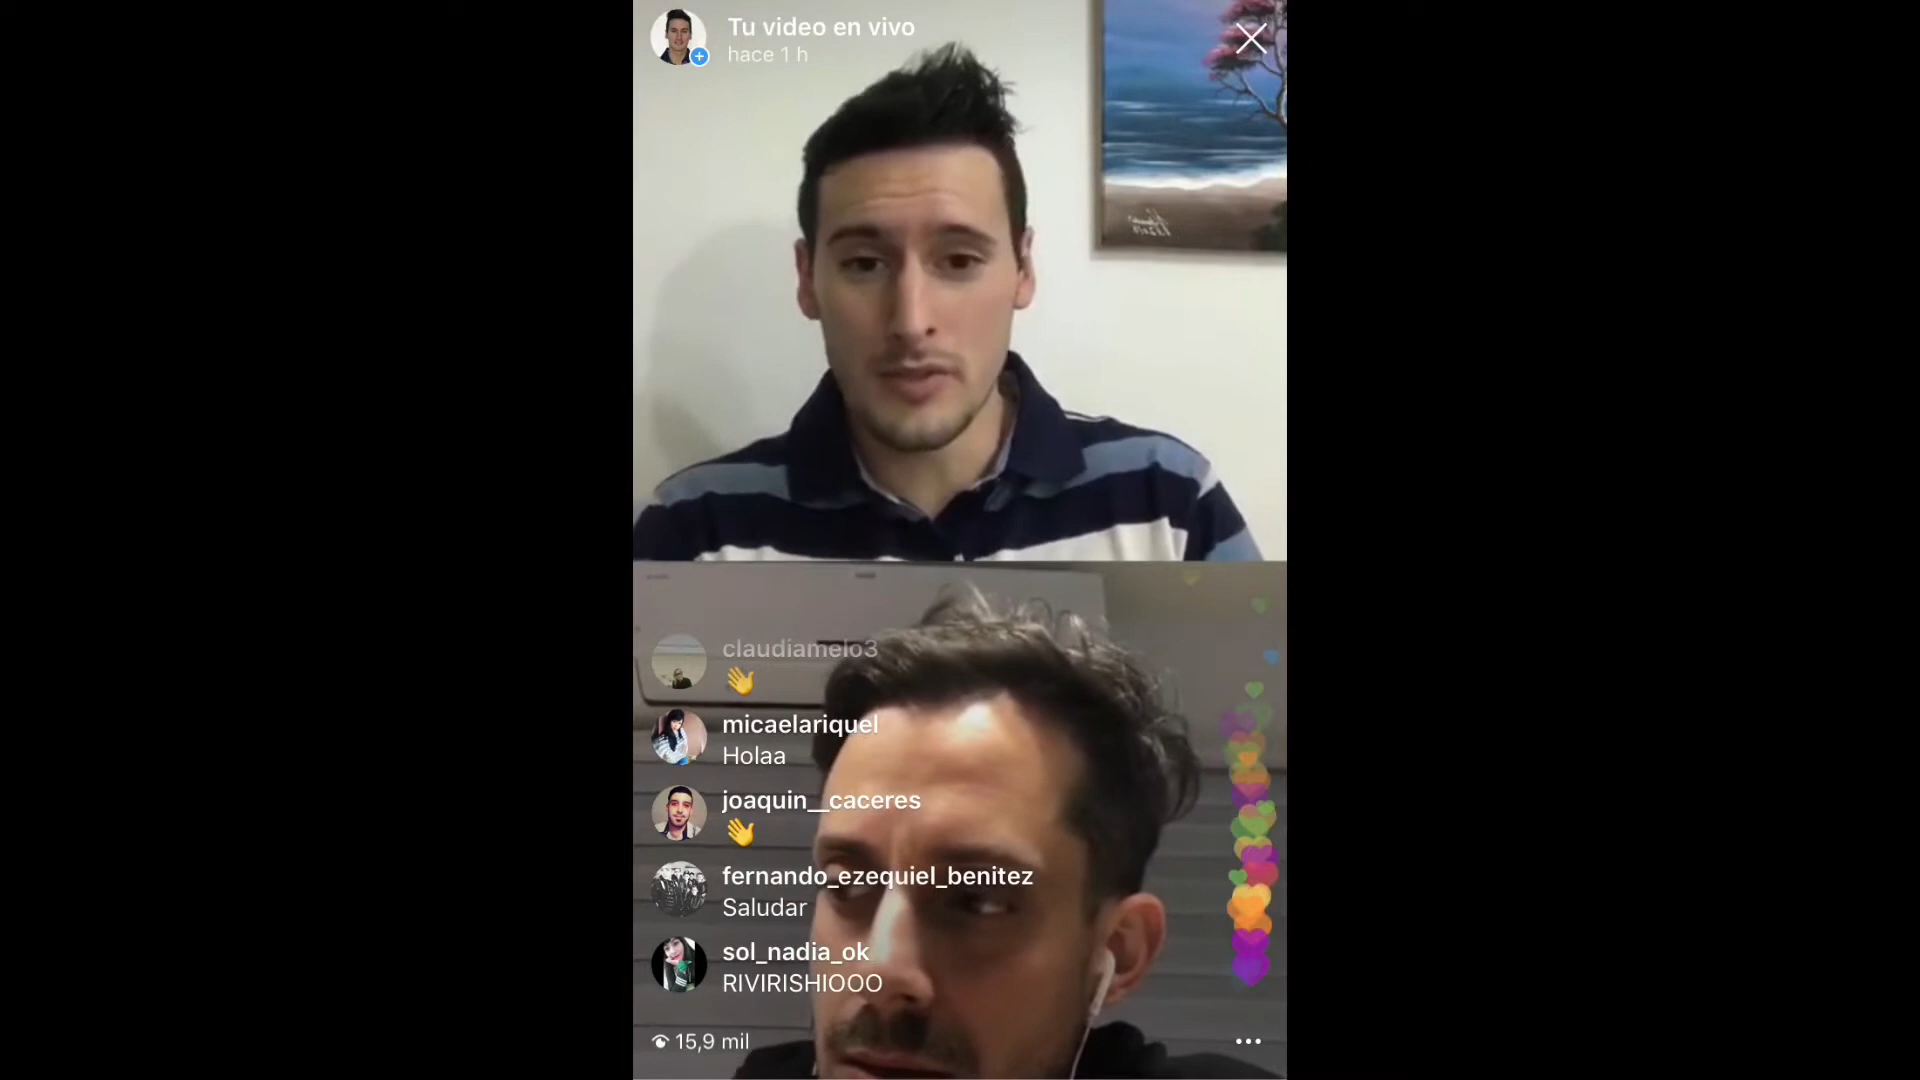 Tu video en vivo
hace 1 h
claudiamelo3
👋
micaelariquel
Holaa
joaquin__caceres
👋
fernando_ezequiel_benitez
Saludar
sol_nadia_ok
RIVIRISHIOOO
15,9 mil